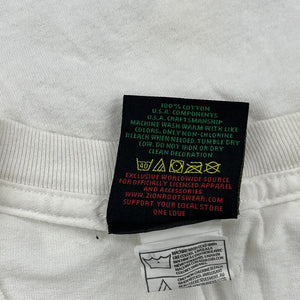 100% COTTON
U.S.A. COMPONENTS
U.S.A. CRAFTSMANSHIP
MACHINE WASH WARM WITH LIKE
COLORS. ONLY NON-CHLORINE
BLEACH WHEN NEEDED. TUMBLE DRY
LOW. DO NOT IRON OR DRY
CLEAN DECORATION
40
EXCLUSIVE WORLDWIDE SOURCE
FOR OFFICIALLY LICENSED APPAREL
AND ACCESSORIES
WWW.ZIONROOTSWEAR.COM
SUPPORT YOUR LOCAL STORE
ONE LOVE